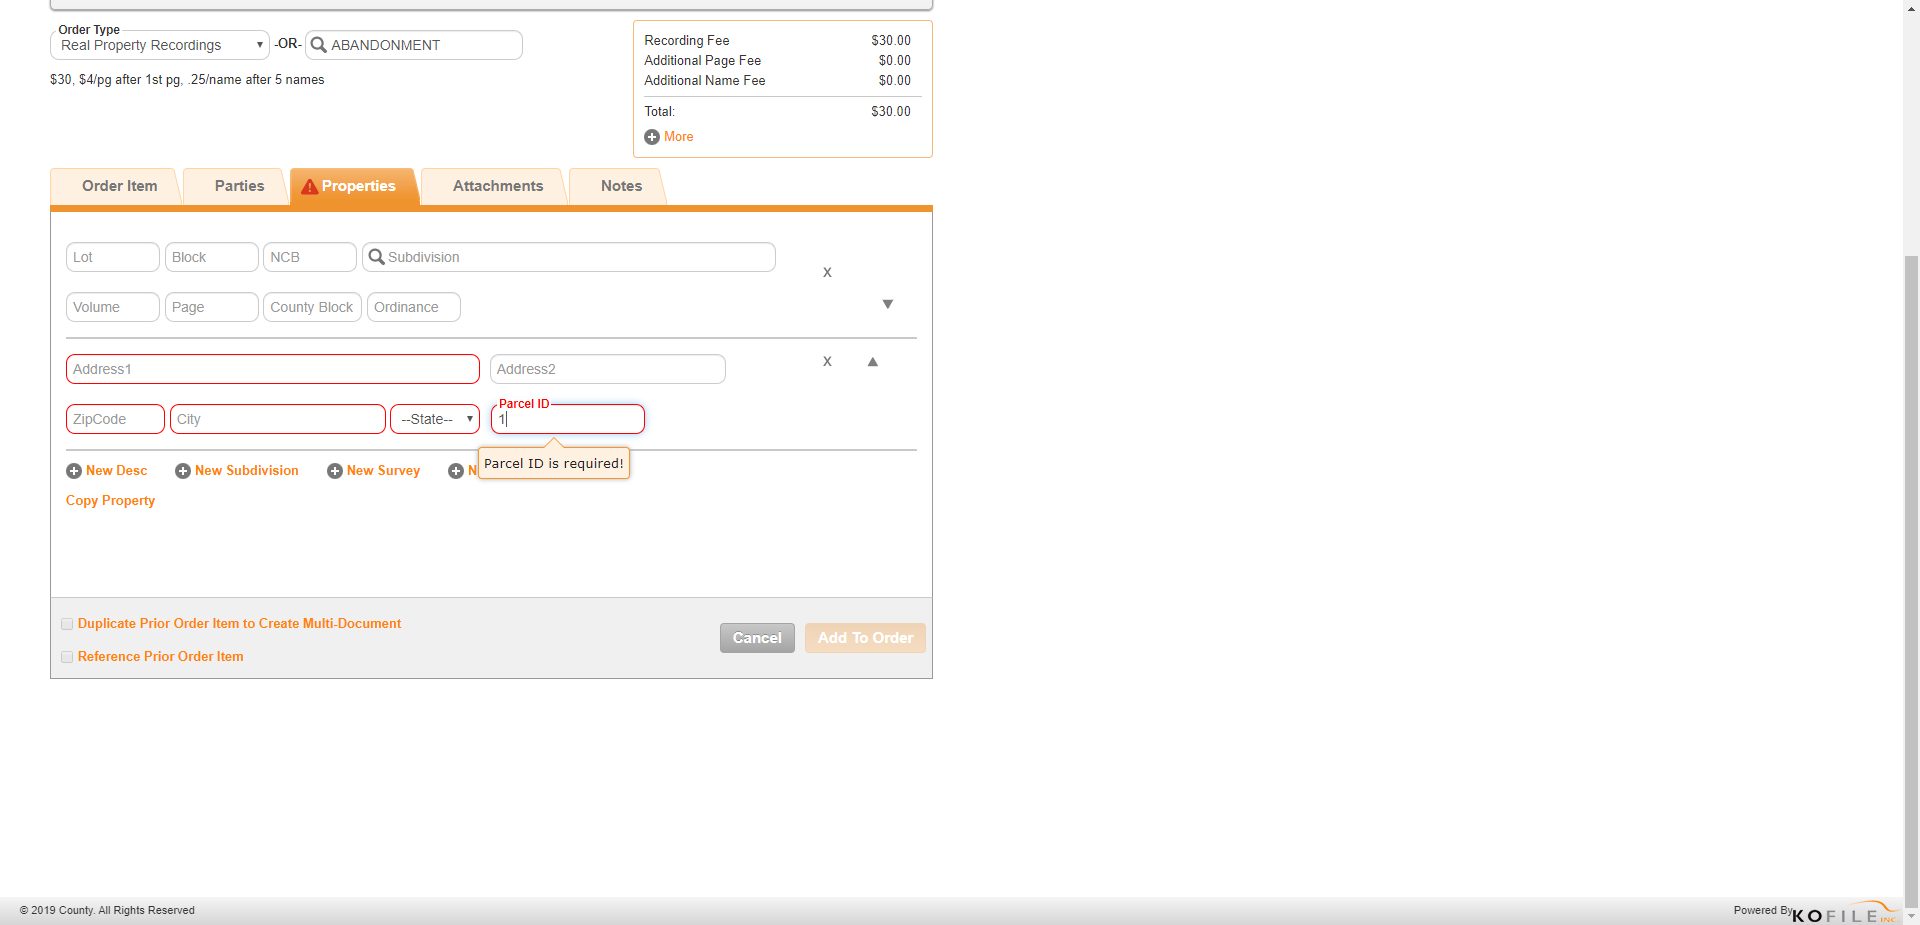 Order Type
Real Property Recordings -OR- ABANDONMENT
$30, $4/pg after 1st pg, .25/name after 5 names
Recording Fee $30.00
Additional Page Fee $0.00
Additional Name Fee $0.00
Total: $30.00
More
Order Item Parties Properties Attachments Notes
Lot Block NCB Subdivision
X
Volume Page County Block Ordinance
Address1 Address2 X
Parcel ID
ZipCode City --State-- 1
Parcel ID is required!
New Desc New Subdivision New Survey
Copy Property
Duplicate Prior Order Item to Create Multi-Document
Reference Prior Order Item
Cancel Add To Order
© 2019 County. All Rights Reserved
Powered By KOFILE INC.